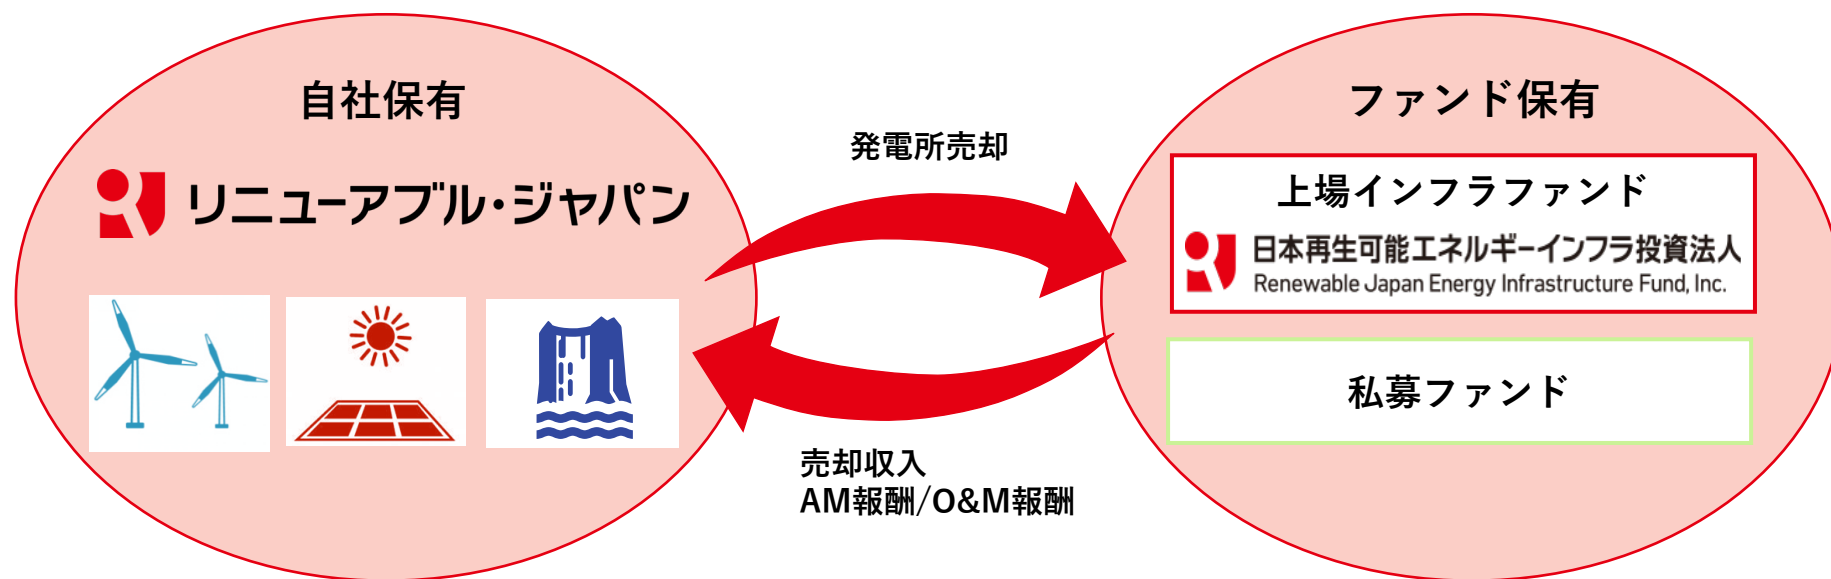 自社保有
リニューアブル・ジャパン
発電所売却
売却収入
AM報酬/O&M報酬
ファンド保有
上場インフラファンド
日本再生可能エネルギーインフラ投資法人
Renewable Japan Energy Infrastructure Fund, Inc.
私募ファンド